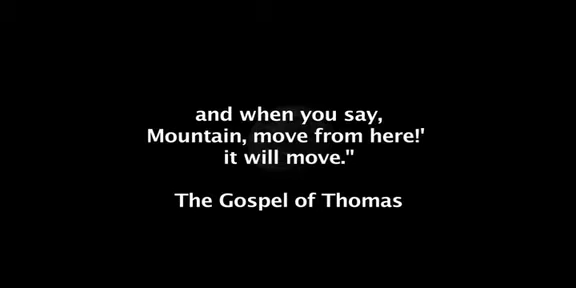 and when you say,
Mountain, move from here!'
it will move."
The Gospel of Thomas